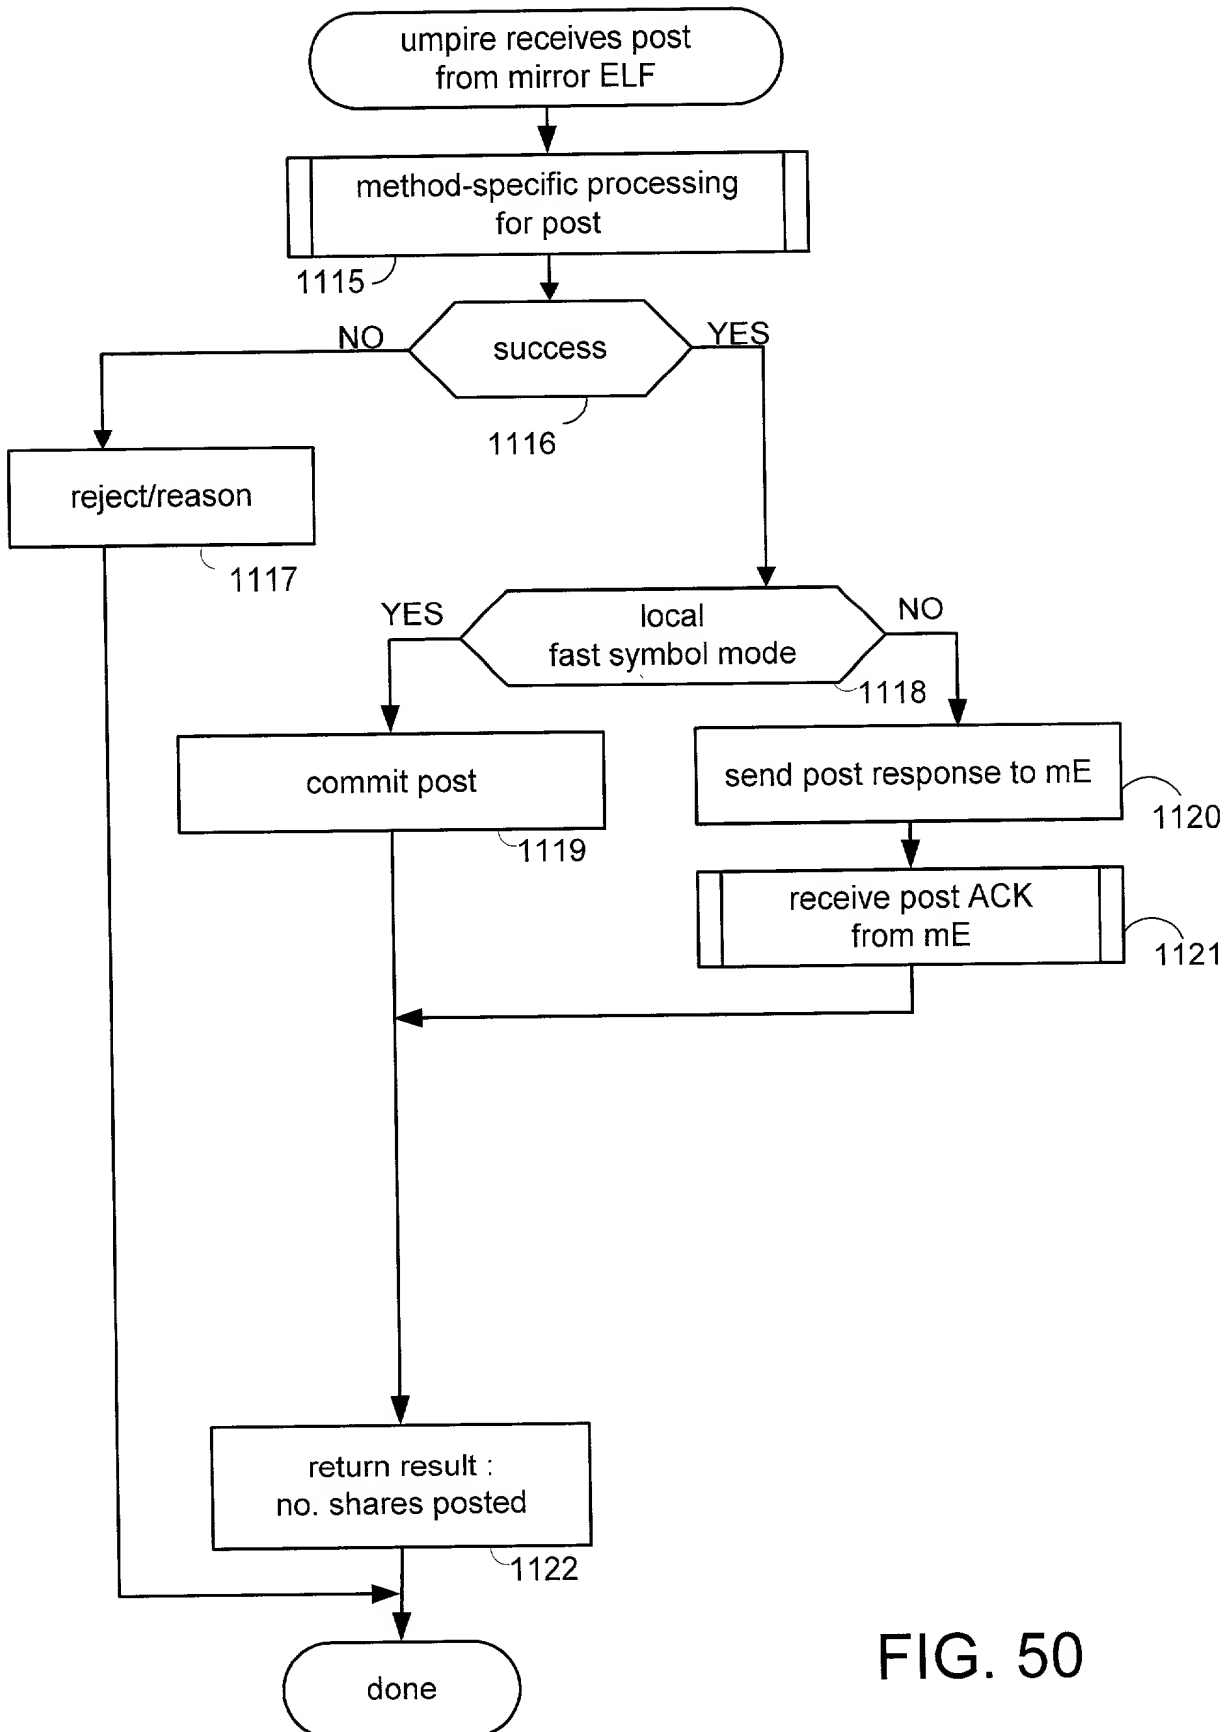 umpire receives post
from mirror ELF
method-specific processing
for post
1115
NO
YES
success
1116
reject/reason
1117
YES
NO
local
fast symbol mode
1118
commit post
1119
send post response to mE
1120
receive post ACK
from mE
1121
return result :
no. shares posted
1122
done
FIG. 50